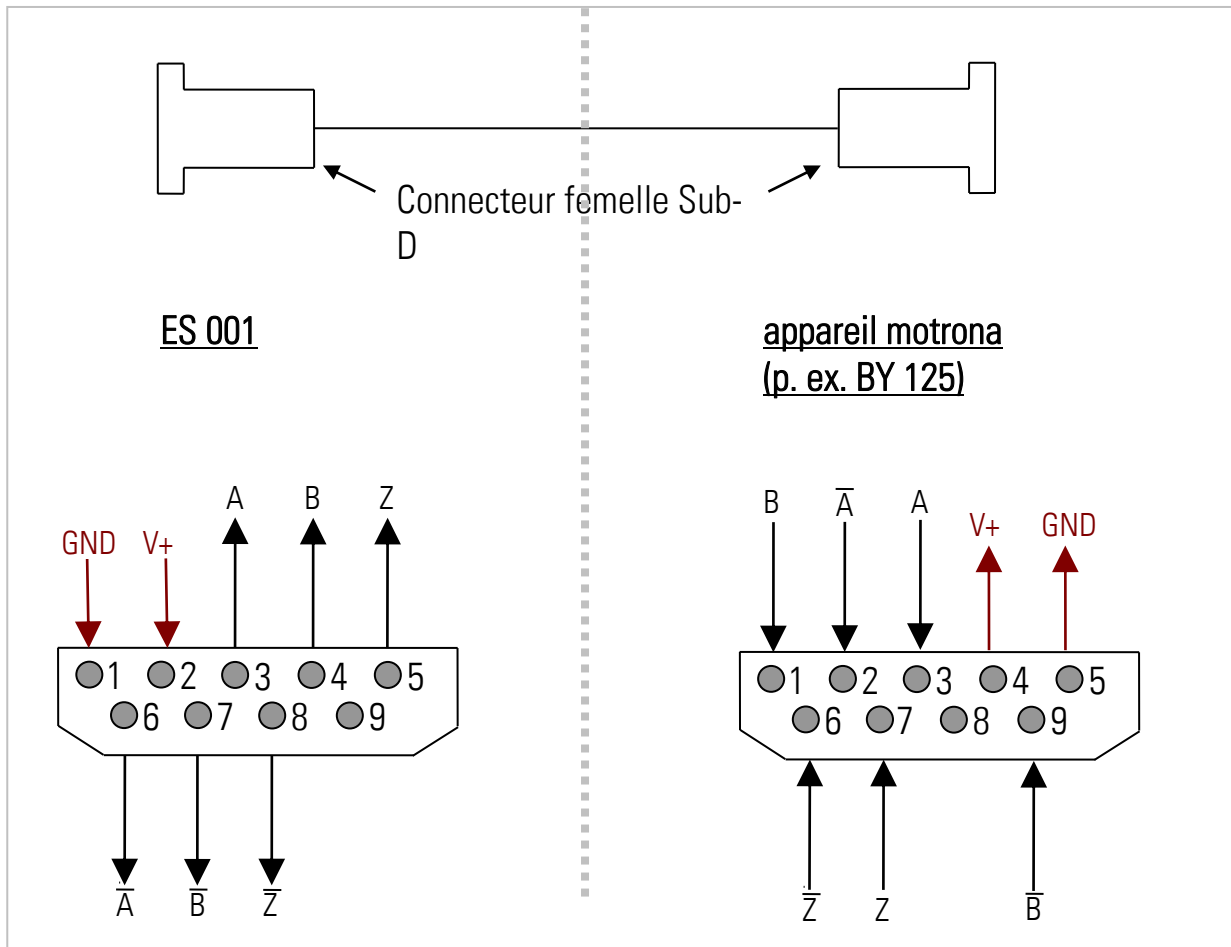 Connecteur femelle Sub-
D
ES 001
appareil motrona
(p. ex. BY 125)
GND V+ A B Z
1 2 3 4 5
6 7 8 9
A̅ B̅ Z̅
B A̅ A V+ GND
1 2 3 4 5
6 7 8 9
Z̅ Z B̅